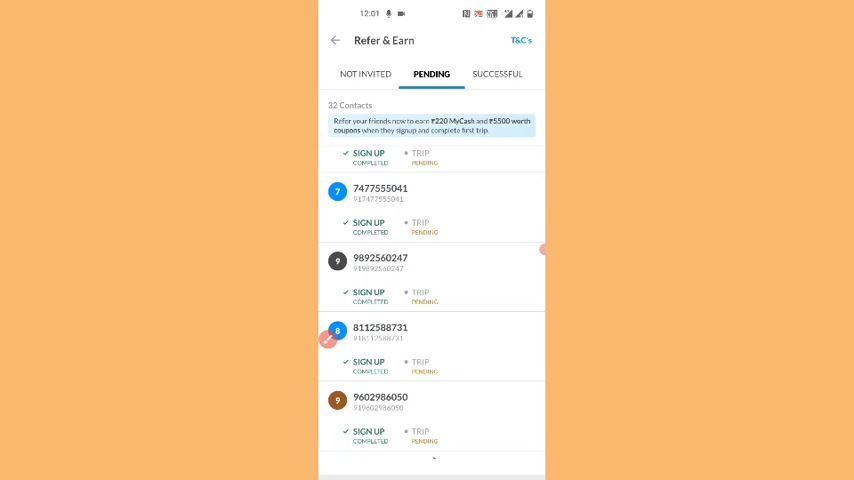 12:01
Refer & Earn
T&C's
NOT INVITED
PENDING
SUCCESSFUL
32 Contacts
Refer your friends now to earn ₹220 MyCash and ₹5500 worth
coupons when they signup and complete first trip.
SIGN UP
TRIP
COMPLETED
PENDING
7
7477555041
917477555041
SIGN UP
TRIP
COMPLETED
PENDING
9
9892560247
919892560247
SIGN UP
TRIP
COMPLETED
PENDING
8
8112588731
918112588731
SIGN UP
TRIP
COMPLETED
PENDING
9
9602986050
919602986050
SIGN UP
TRIP
COMPLETED
PENDING